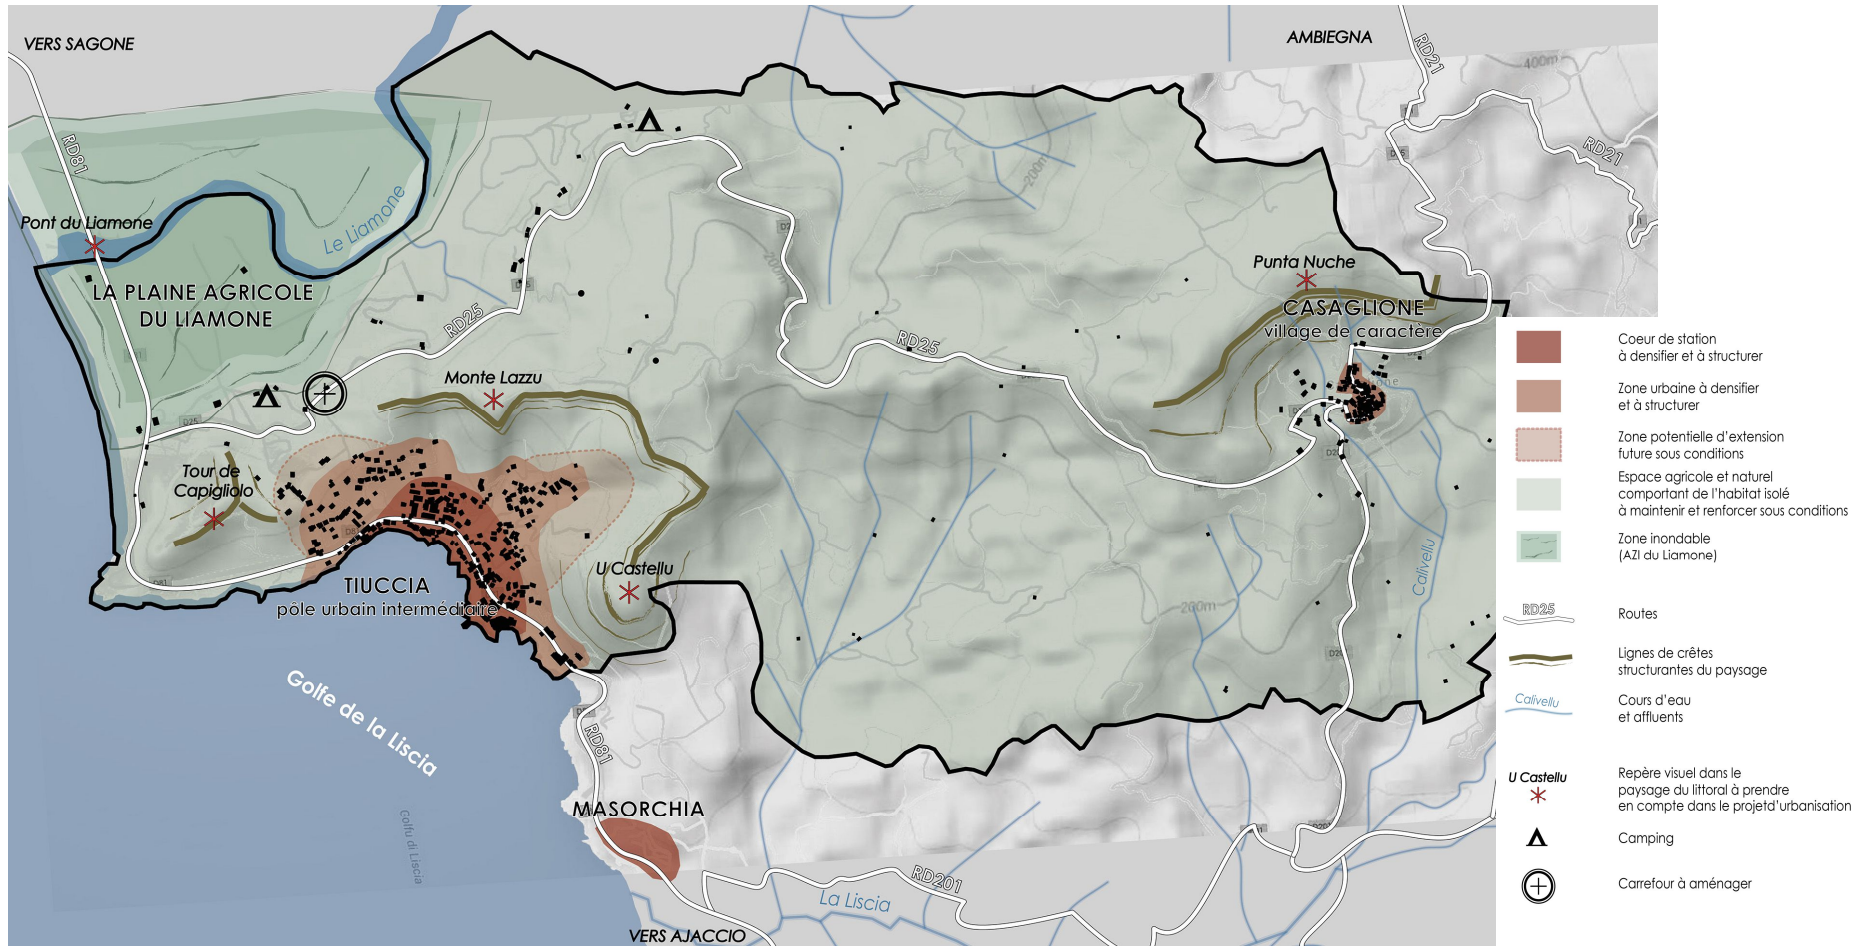 VERS SAGONE
AMBIEGNA
RD21
400m
RD81
RD21
200m
Pont du Liamone
Le Liamone
Punta Nuche
LA PLAINE AGRICOLE
DU LIAMONE
200m
CASAGLIONE
village de caractère
RD25
RD25
Monte Lazzu
D25
Tour de
Capigliolo
D81
D81
TIUCCIA
pôle urbain intermédiaire
U Castellu
200m
Calivellu
Golfe de la Liscia
RD81
MASORCHIA
Golfu di Liscia
RD201
La Liscia
VERS AJACCIO
Coeur de station
à densifier et à structurer
Zone urbaine à densifier
et à structurer
Zone potentielle d'extension
future sous conditions
Espace agricole et naturel
comportant de l'habitat isolé
à maintenir et renforcer sous conditions
Zone inondable
(AZI du Liamone)
RD25
Routes
Lignes de crêtes
structurantes du paysage
Calivellu
Cours d'eau
et affluents
U Castellu
Repère visuel dans le
paysage du littoral à prendre
en compte dans le projetd'urbanisation
Camping
Carrefour à aménager